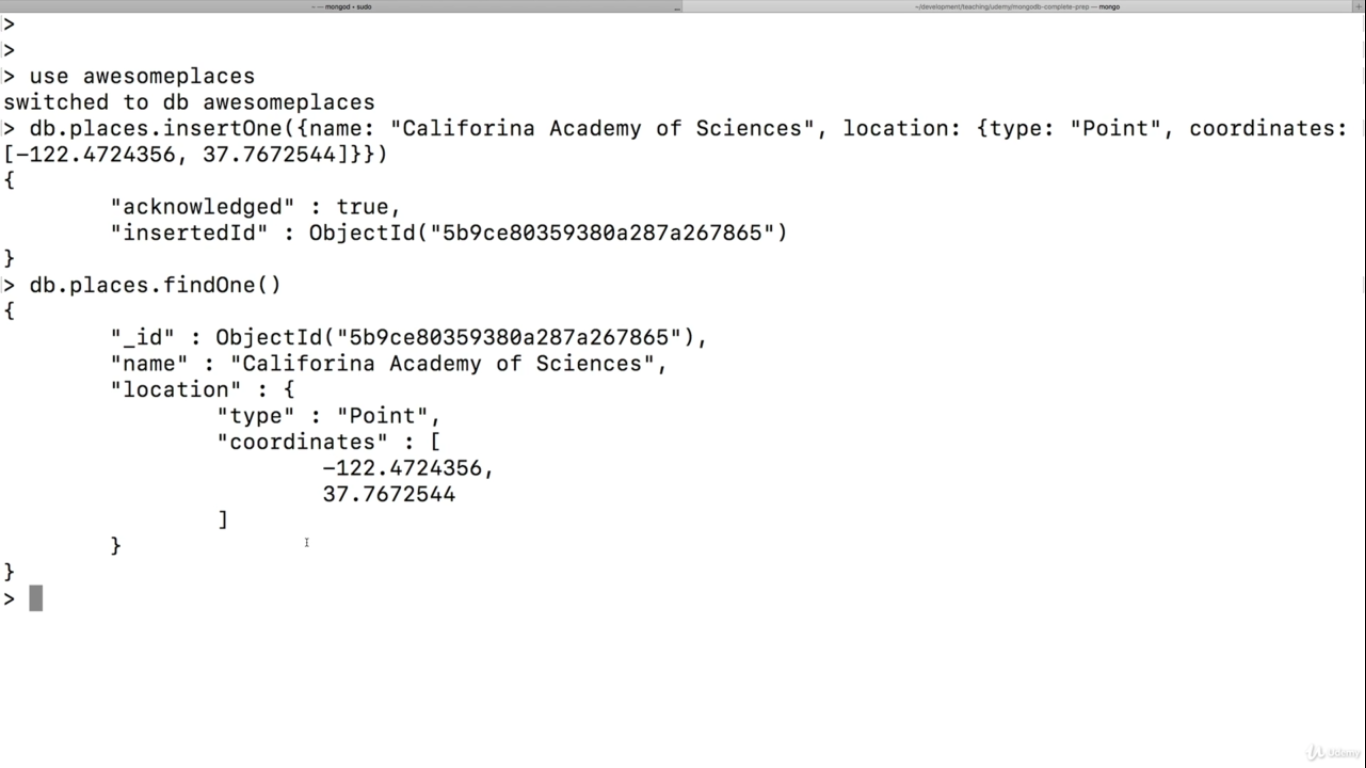 ~ — mongod • sudo
~/development/teaching/udemy/mongodb-complete-prep — mongo
>
>
> use awesomeplaces
switched to db awesomeplaces
> db.places.insertOne({name: "Califorina Academy of Sciences", location: {type: "Point", coordinates:
[-122.4724356, 37.7672544]}})
{
"acknowledged" : true,
"insertedId" : ObjectId("5b9ce80359380a287a267865")
}
> db.places.findOne()
{
"_id" : ObjectId("5b9ce80359380a287a267865"),
"name" : "Califorina Academy of Sciences",
"location" : {
"type" : "Point",
"coordinates" : [
-122.4724356,
37.7672544
]
}
}
>
Udemy